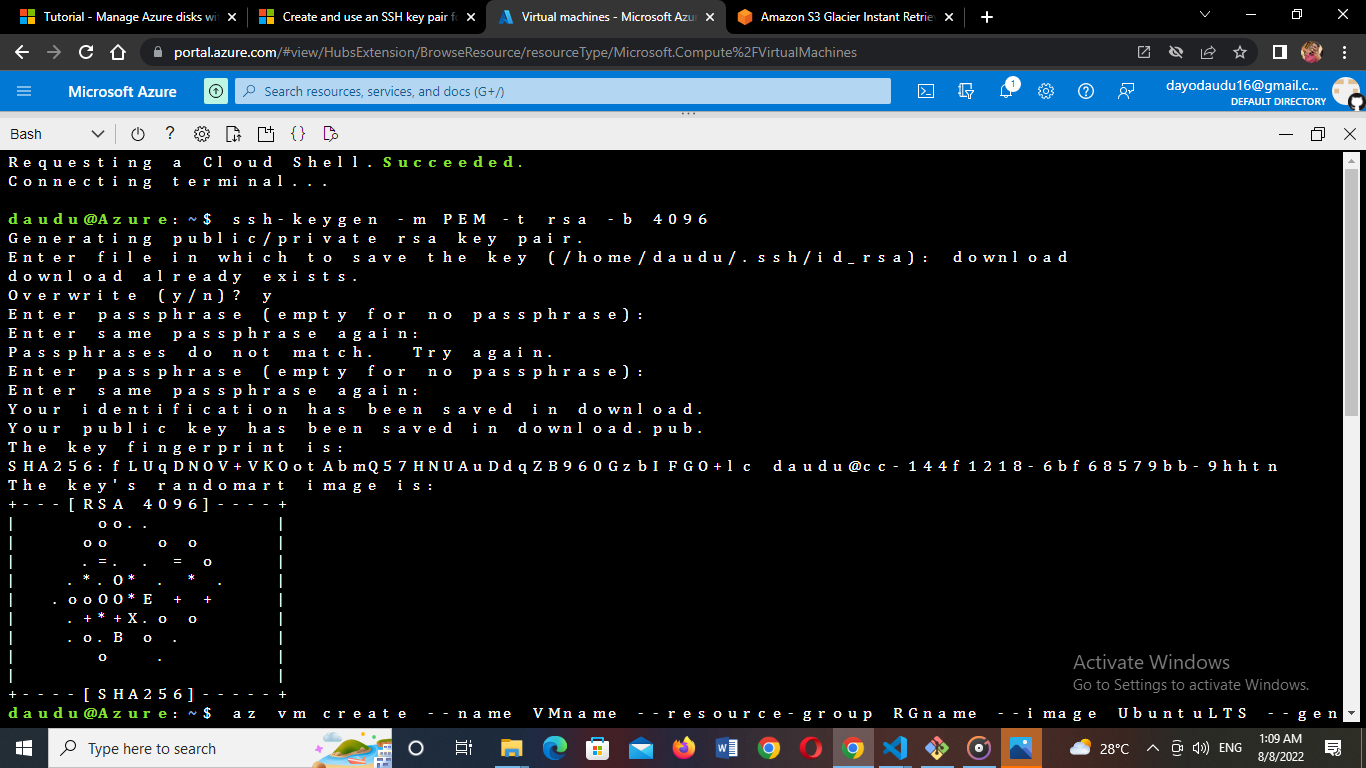 Tutorial - Manage Azure disks wi
Create and use an SSH key pair f
Virtual machines - Microsoft Azu
Amazon S3 Glacier Instant Retrie
portal.azure.com/#view/HubsExtension/BrowseResource/resourceType/Microsoft.Compute%2FVirtualMachines
Microsoft Azure
Search resources, services, and docs (G+/)
1
dayodaudu16@gmail.c...
DEFAULT DIRECTORY
Bash
Requesting a Cloud Shell.Succeeded.
Connecting terminal...
daudu@Azure:~$ ssh-keygen -m PEM -t rsa -b 4096
Generating public/private rsa key pair.
Enter file in which to save the key (/home/daudu/.ssh/id_rsa): download
download already exists.
Overwrite (y/n)? y
Enter passphrase (empty for no passphrase):
Enter same passphrase again:
Passphrases do not match.  Try again.
Enter passphrase (empty for no passphrase):
Enter same passphrase again:
Your identification has been saved in download.
Your public key has been saved in download.pub.
The key fingerprint is:
SHA256:fLUqDNOV+VKOotAbmQ57HNUAuDdqZB960GzbIFGO+lc daudu@cc-144f1218-6bf68579bb-9hhtn
The key's randomart image is:
+---[RSA 4096]----+
|     oo..        |
|    oo   o o     |
|    .=. . = o    |
|   .*.O* . * .   |
|  .ooOO*E + +    |
|   .+*+X.o o     |
|   .o.B o .      |
|     o   .       |
|                 |
+----[SHA256]-----+
daudu@Azure:~$ az vm create --name VMname --resource-group RGname --image UbuntuLTS --gen
Activate Windows
Go to Settings to activate Windows.
Type here to search
28°C
ENG
1:09 AM
8/8/2022